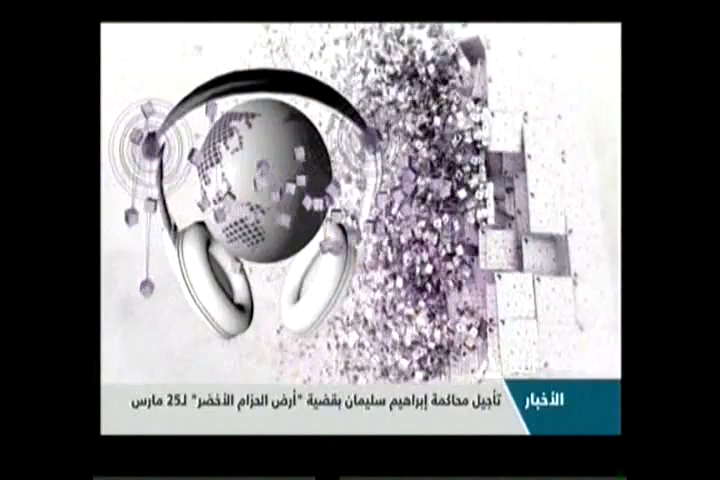 الأخبار
تأجيل محاكمة إبراهيم سليمان بقضية "أرض الحزام الأخضر" لـ25 مارس